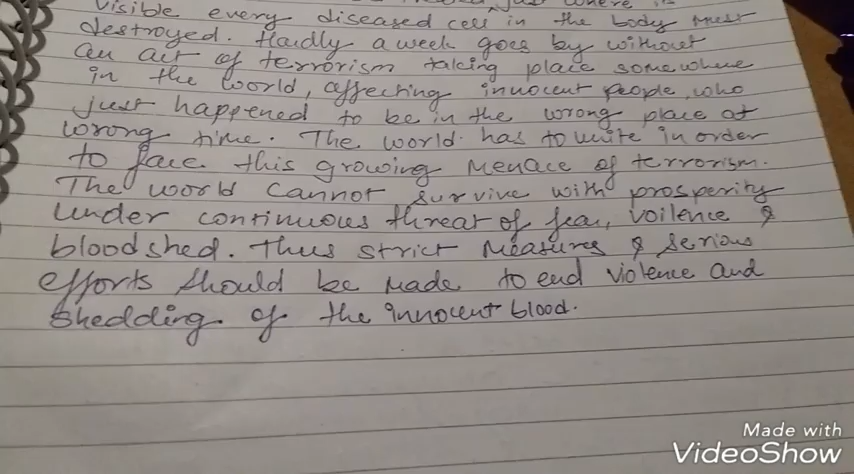 visible every diseased cell in the body must
destroyed. Hardly a week goes by without
an act of terrorism taking place somewhere
in the world, affecting innocent people, who
just happened to be in the wrong place at
wrong time. The world has to unite in order
to face this growing menace of terrorism.
The world cannot survive with prosperity
under continuous threat of fear, voilence &
bloodshed. Thus strict measures & serious
efforts should be made to end violence and
shedding of the innocent blood.
Made with
VideoShow